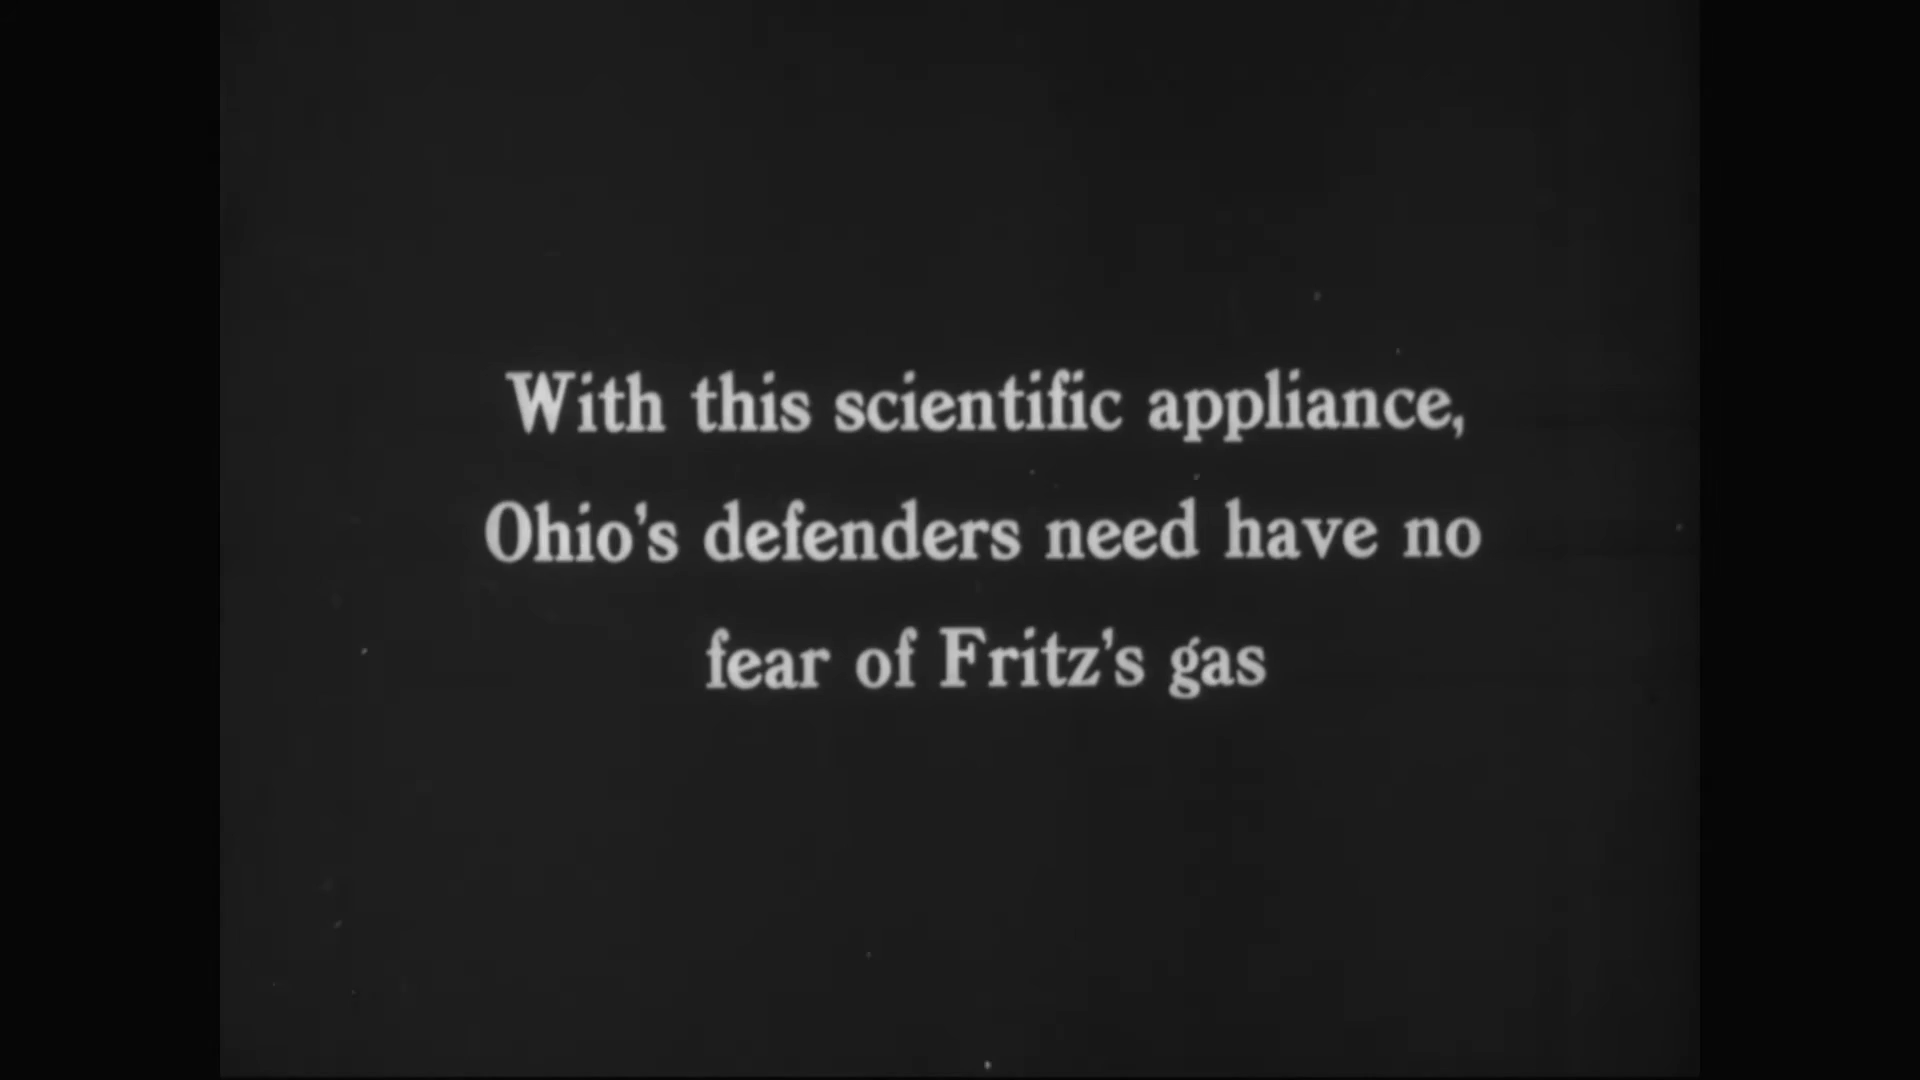 With this scientific appliance,
Ohio's defenders need have no
fear of Fritz's gas